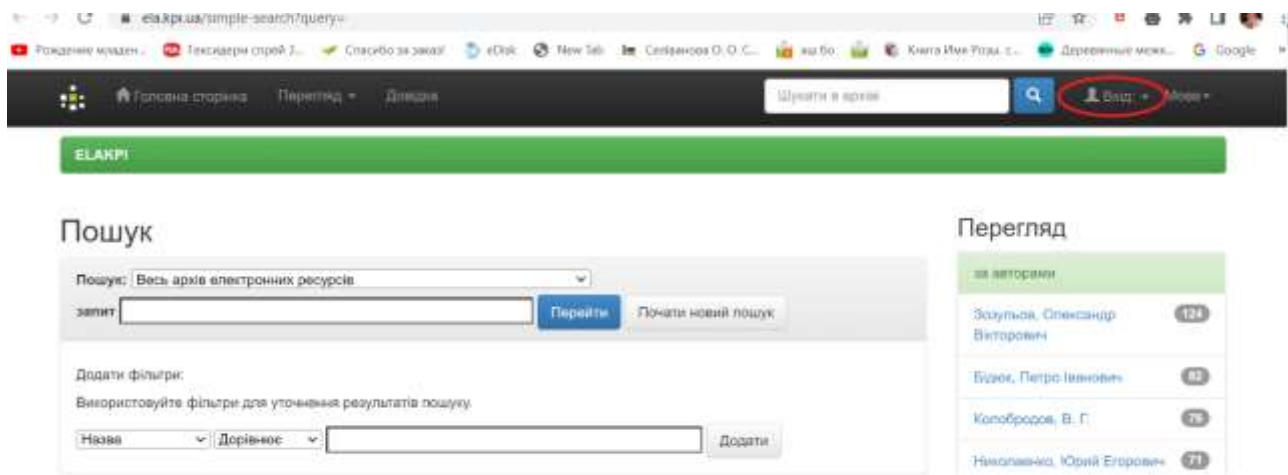 ela.kpi.ua/simple-search?query=
Рождение младен... Тексидерм спрей J... Спасибо за заказ! eDisk New Tab Селіванова О. О. С... Книга Имя Розы. с... Деревянные межк... G Google »
Головна сторінка Перегляд Довідка Шукати в архіві Вхід: Мова
ELAKPI
Пошук
Пошук: Весь архів електронних ресурсів
запит Перейти Почати новий пошук
Додати фільтри:
Використовуйте фільтри для уточнення результатів пошуку.
Назва Дорівнює Додати
Перегляд
за авторами
Зозульов, Олександр Вікторович 124
Бідюк, Петро Іванович 82
Колобродов, В. Г.
Николаенко, Юрий Егорович 71